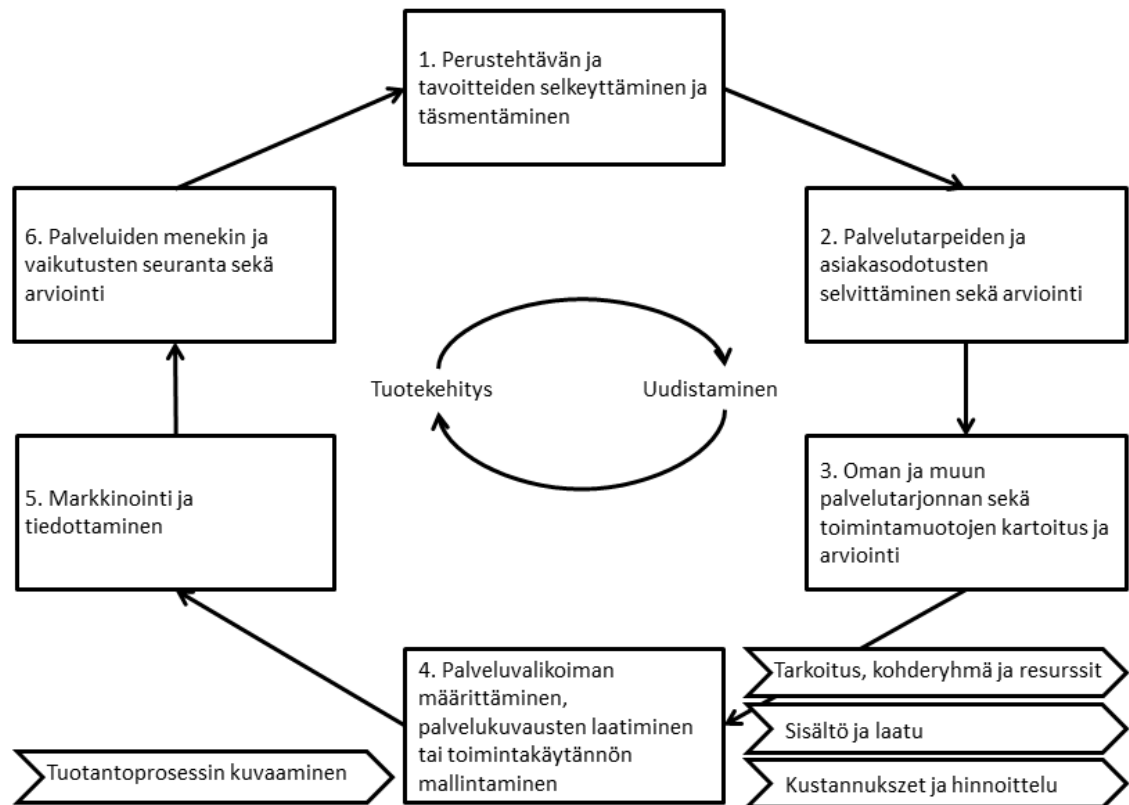 1. Perustehtävän ja
tavoitteiden selkeyttäminen ja
täsmentäminen
2. Palvelutarpeiden ja
asiakasodotusten
selvittäminen sekä arviointi
3. Oman ja muun
palvelutarjonnan sekä
toimintamuotojen kartoitus ja
arviointi
4. Palveluvalikoiman
määrittäminen,
palvelukuvausten laatiminen
tai toimintakäytännön
mallintaminen
Tarkoitus, kohderyhmä ja resurssit
Sisältö ja laatu
Kustannukszet ja hinnoittelu
Tuotantoprosessin kuvaaminen
5. Markkinointi ja
tiedottaminen
6. Palveluiden menekin ja
vaikutusten seuranta sekä
arviointi
Tuotekehitys
Uudistaminen